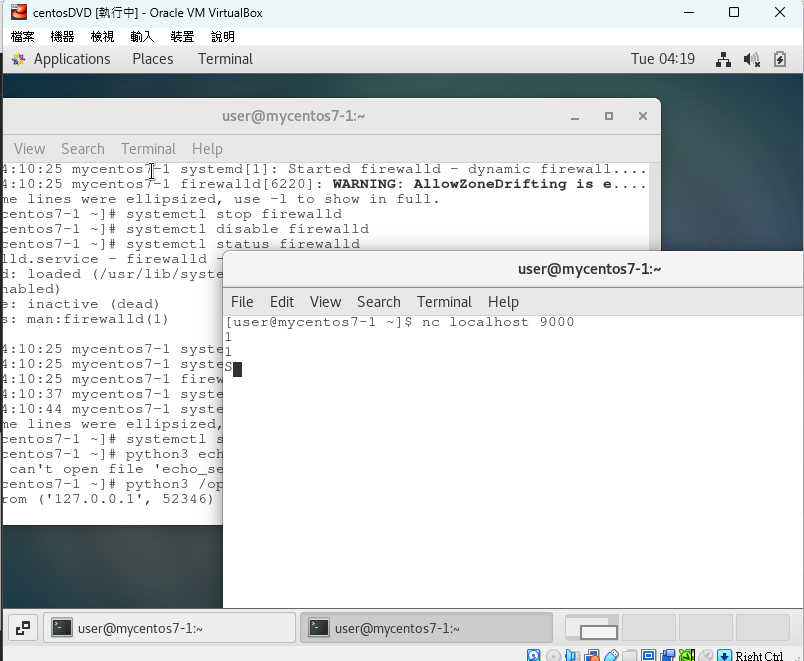 centosDVD [執行中] - Oracle VM VirtualBox
檔案 機器 檢視 輸入 裝置 說明
Applications Places Terminal Tue 04:19
user@mycentos7-1:~
View Search Terminal Help
4:10:25 mycentos7-1 systemd[1]: Started firewalld - dynamic firewall....
4:10:25 mycentos7-1 firewalld[6220]: WARNING: AllowZoneDrifting is e....
me lines were ellipsized, use -l to show in full.
centos7-1 ~]# systemctl stop firewalld
centos7-1 ~]# systemctl disable firewalld
centos7-1 ~]# systemctl status firewalld
lld.service - firewalld -
d: loaded (/usr/lib/syste
nabled)
e: inactive (dead)
s: man:firewalld(1)
4:10:25 mycentos7-1 syste
4:10:25 mycentos7-1 syste
4:10:25 mycentos7-1 firew
4:10:37 mycentos7-1 syste
4:10:44 mycentos7-1 syste
me lines were ellipsized,
centos7-1 ~]# systemctl s
centos7-1 ~]# python3 ech
can't open file 'echo_se
centos7-1 ~]# python3 /op
rom ('127.0.0.1', 52346)
user@mycentos7-1:~
File Edit View Search Terminal Help
[user@mycentos7-1 ~]$ nc localhost 9000
1
1
S
user@mycentos7-1:~ user@mycentos7-1:~
Right Ctrl